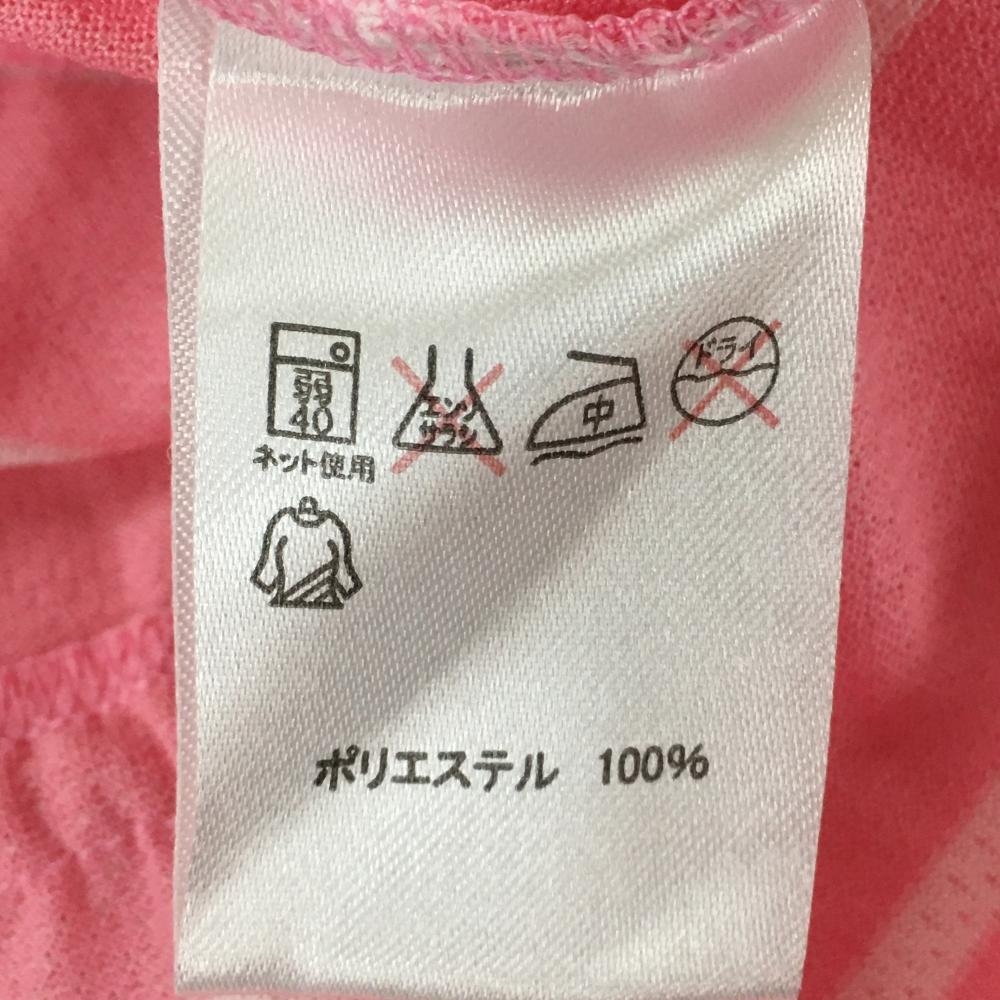 弱
40
ネット使用
エンソ
サラシ
中
ドライ
ポリエステル 100%